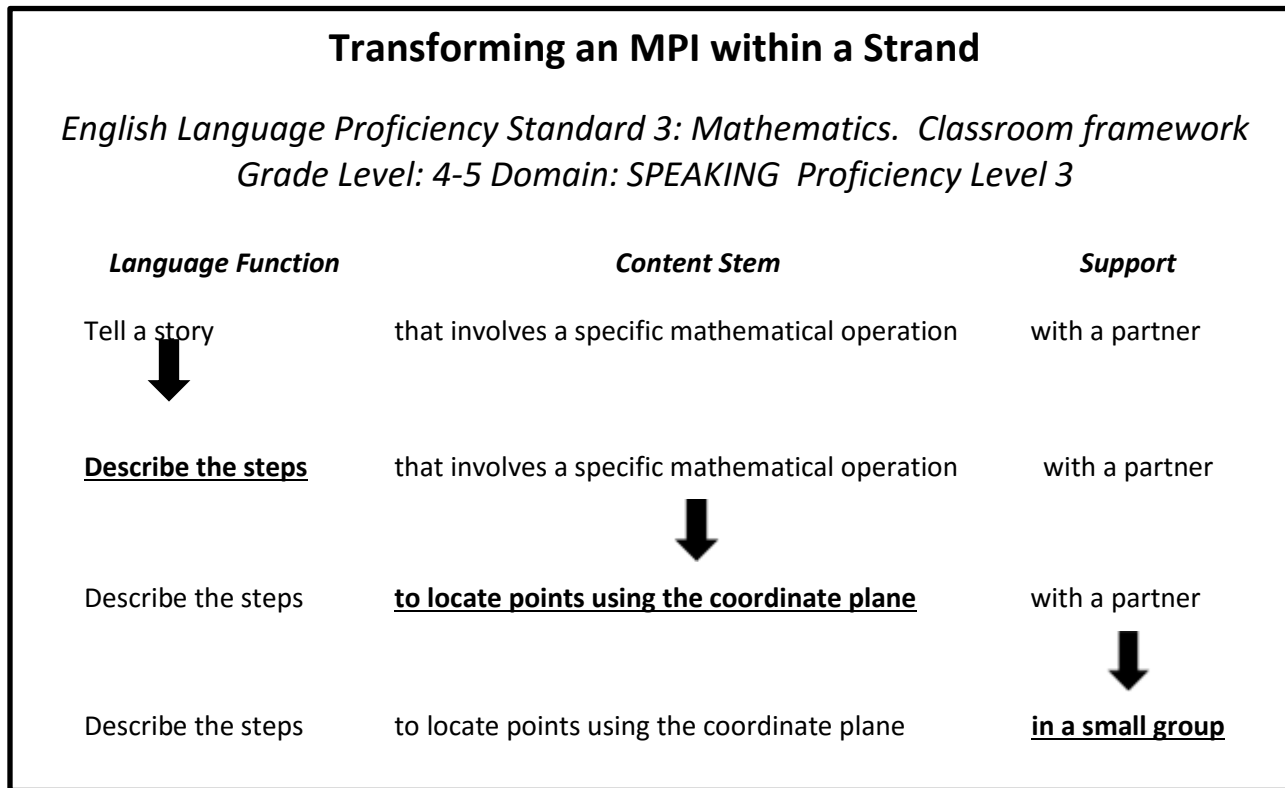 Transforming an MPI within a Strand
English Language Proficiency Standard 3: Mathematics.  Classroom framework
Grade Level: 4-5 Domain: SPEAKING  Proficiency Level 3
Language Function Content Stem Support
Tell a story that involves a specific mathematical operation with a partner
Describe the steps that involves a specific mathematical operation with a partner
Describe the steps to locate points using the coordinate plane with a partner
Describe the steps to locate points using the coordinate plane in a small group